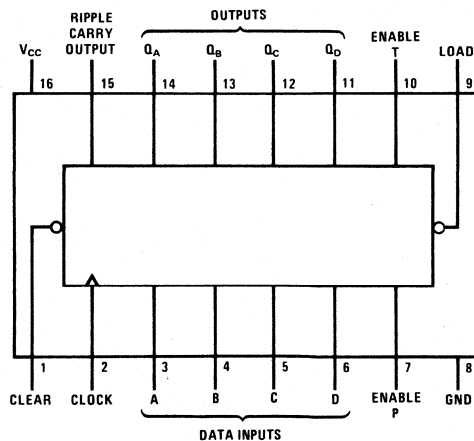 OUTPUTS
RIPPLE
CARRY
OUTPUT
VCC
QA
QB
QC
QD
ENABLE
T
LOAD
16
15
14
13
12
11
10
9
1
2
3
4
5
6
7
8
CLEAR
CLOCK
A
B
C
D
ENABLE
P
GND
DATA INPUTS